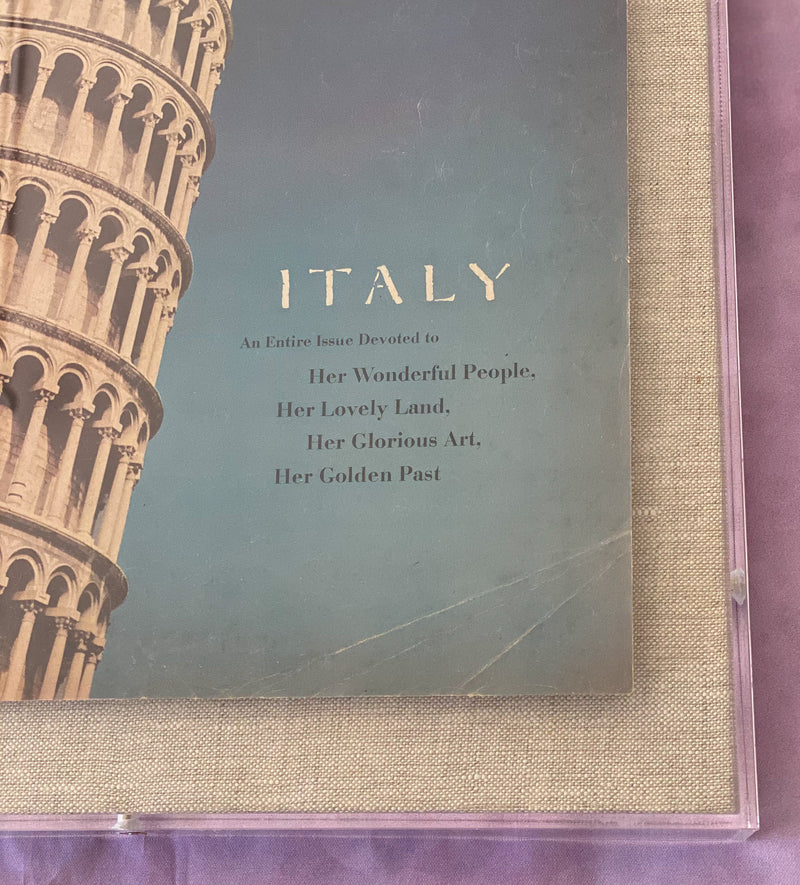 ITALY
An Entire Issue Devoted to
Her Wonderful People,
Her Lovely Land,
Her Glorious Art,
Her Golden Past